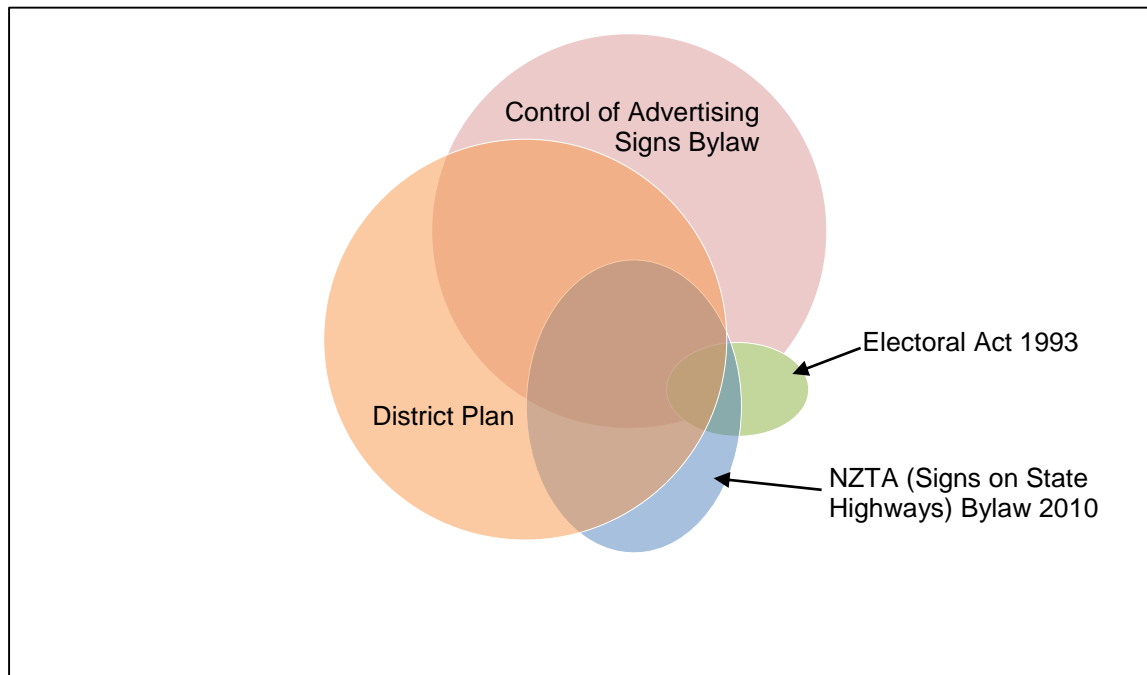 Control of Advertising
Signs Bylaw
Electoral Act 1993
District Plan
NZTA (Signs on State
Highways) Bylaw 2010